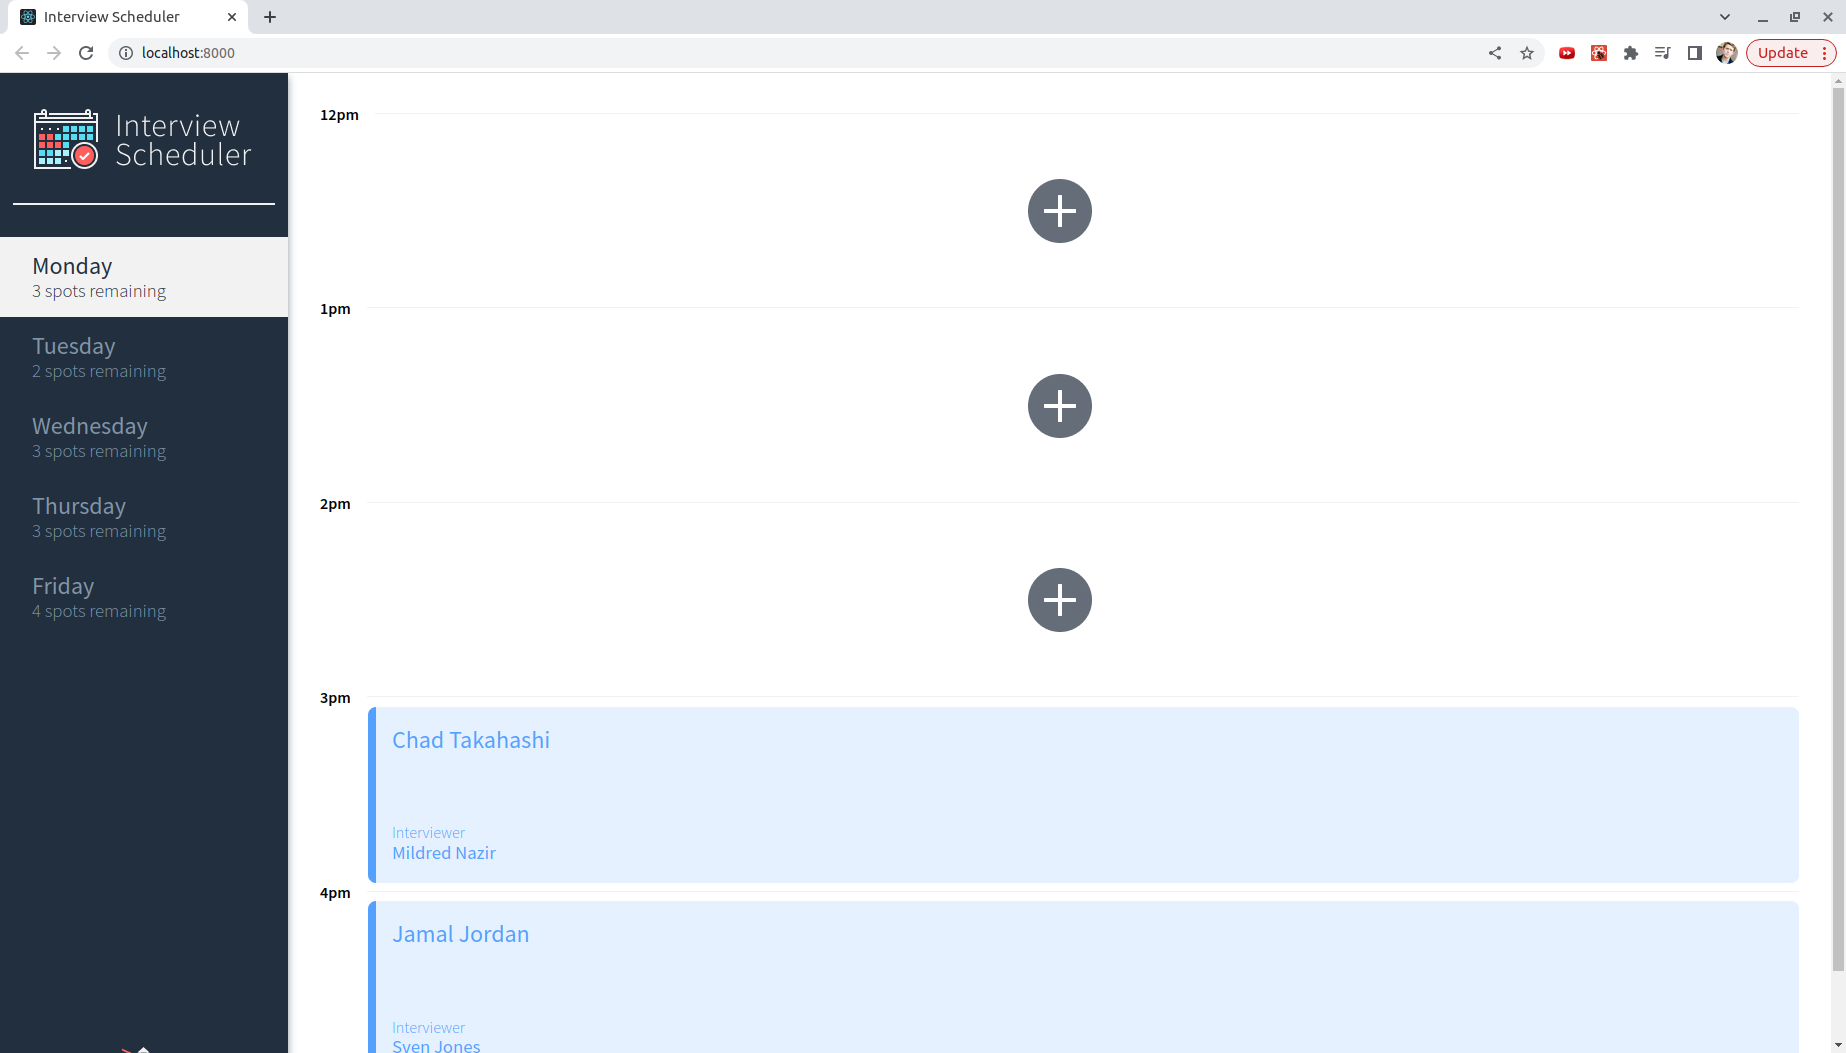 Interview Scheduler
localhost:8000
Update
Interview
Scheduler
Monday
3 spots remaining
Tuesday
2 spots remaining
Wednesday
3 spots remaining
Thursday
3 spots remaining
Friday
4 spots remaining
12pm
1pm
2pm
3pm
Chad Takahashi
Interviewer
Mildred Nazir
4pm
Jamal Jordan
Interviewer
Sven Jones